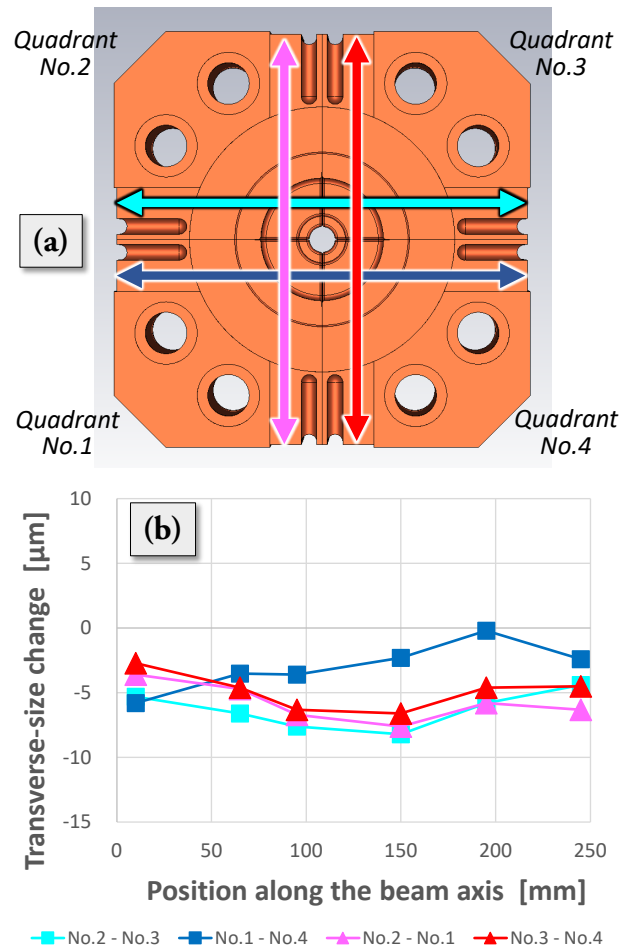 Quadrant
No.2
Quadrant
No.3
(a)
Quadrant
No.1
Quadrant
No.4
(b)
Transverse-size change [µm]
10
5
0
-5
-10
-15
0
50
100
150
200
250
Position along the beam axis [mm]
No.2 - No.3
No.1 - No.4
No.2 - No.1
No.3 - No.4